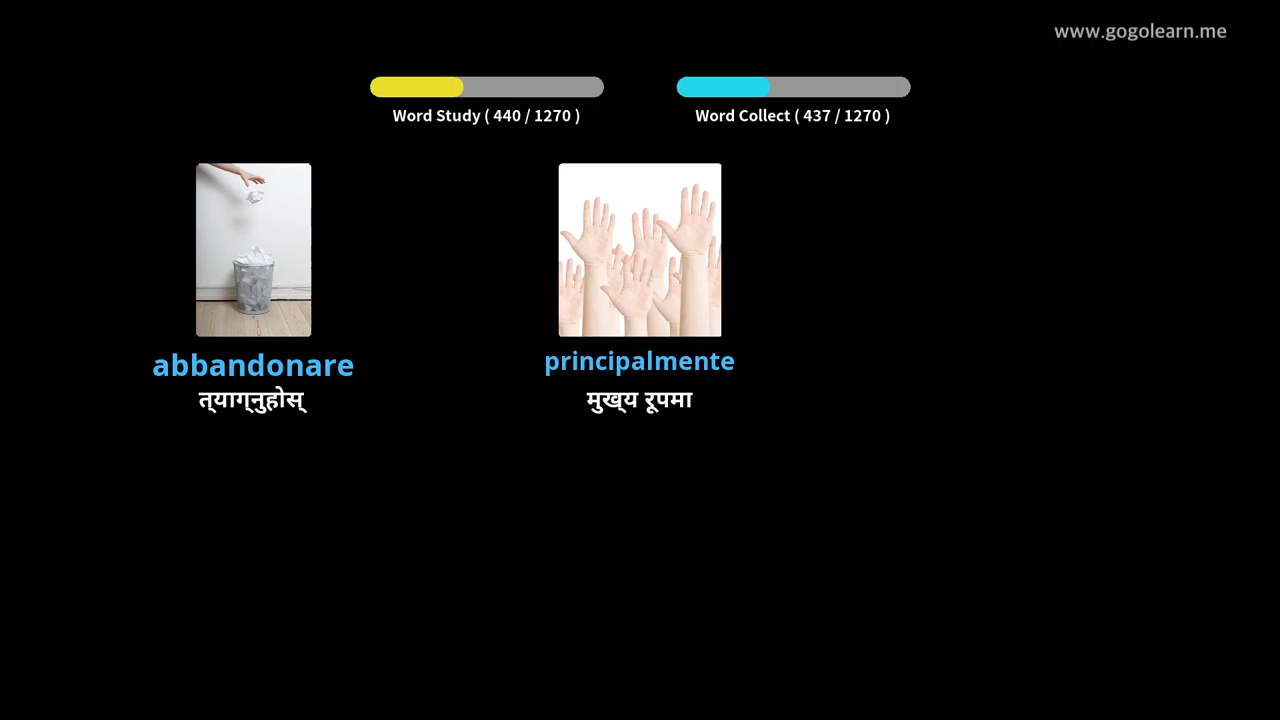 www.gogolearn.me
Word Study ( 440 / 1270 )
Word Collect ( 437 / 1270 )
abbandonare
त्याग्नुहोस्
principalmente
मुख्य रूपमा